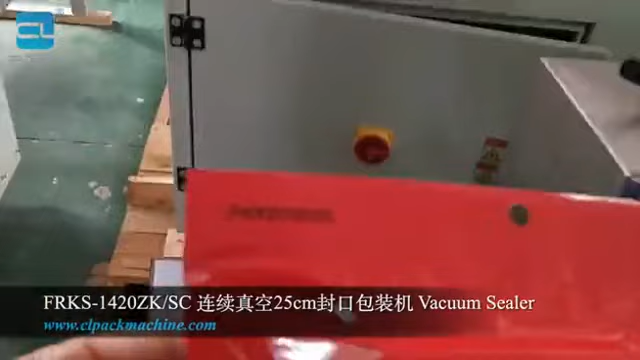 CL
FRKS-1420ZK/SC 连续真空25cm封口包装机 Vacuum Sealer
www.clpackmachine.com